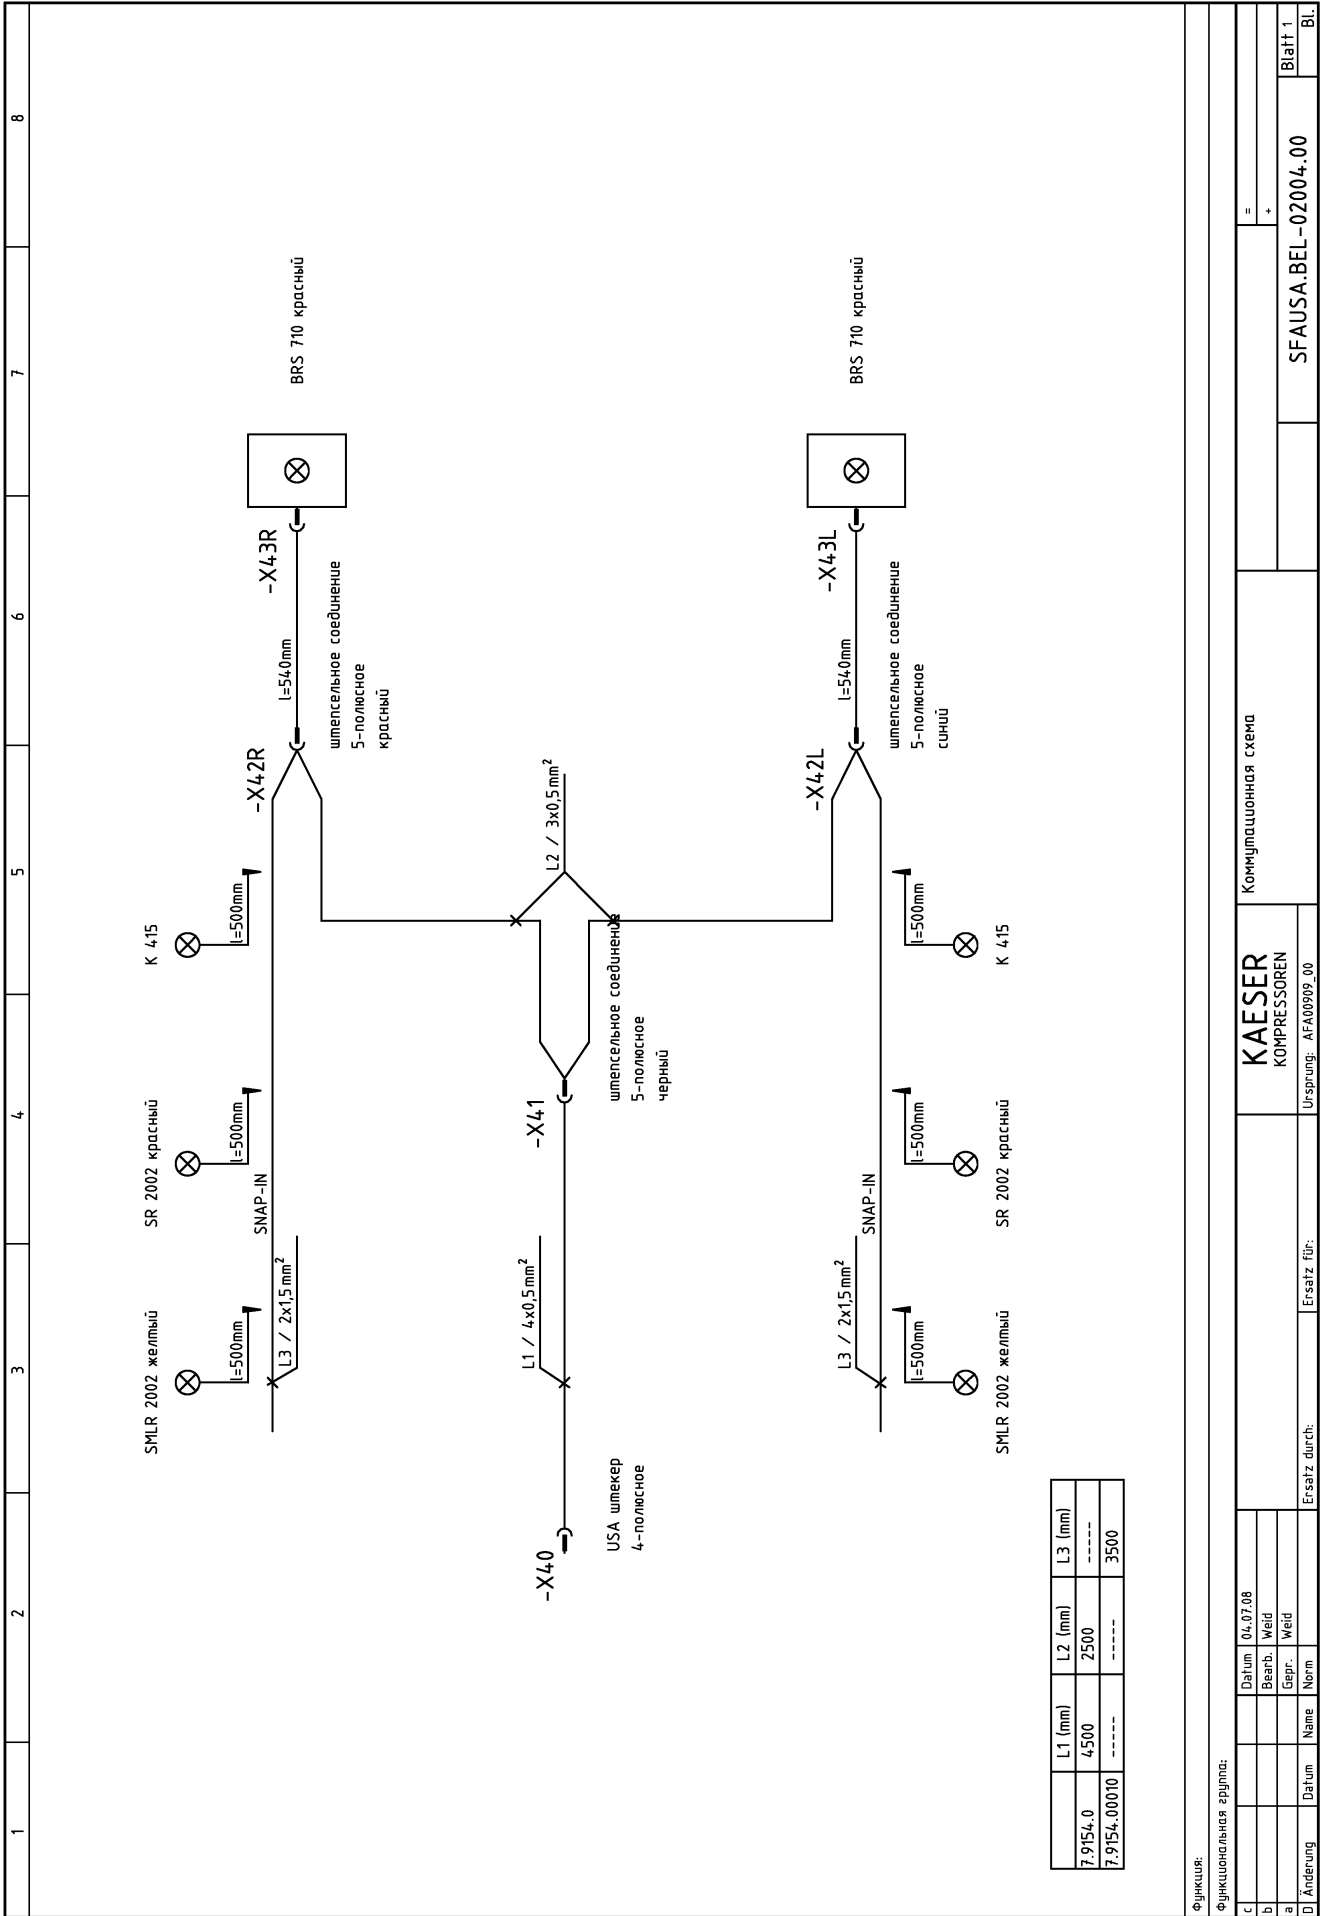 1
2
3
4
5
6
7
8
SMLR 2002 желтый
SR 2002 красный
K 415
l=500mm
l=500mm
l=500mm
SNAP-IN
L3 / 2x1,5mm²
-X42R
l=540mm
-X43R
BRS 710 красный
штепсельное соединение
5-полюсное
красный
-X40
USA штекер
4-полюсное
L1 / 4x0,5mm²
-X41
L2 / 3x0,5mm²
штепсельное соединение
5-полюсное
черный
-X42L
l=540mm
-X43L
BRS 710 красный
штепсельное соединение
5-полюсное
синий
L3 / 2x1,5mm²
SNAP-IN
l=500mm
l=500mm
l=500mm
SMLR 2002 желтый
SR 2002 красный
K 415
L1 (mm) L2 (mm) L3 (mm)
7.9154.0 4500 2500 -----
7.9154.00010 ----- ----- 3500
Функция:
Функциональная группа:
c
b
a
D Änderung Datum Name
Datum 04.07.08
Bearb. Weid
Gepr. Weid
Norm
Ersatz durch:
Ersatz für:
KAESER
KOMPRESSOREN
Ursprung: AFA00909_00
Коммутационная схема
=
+
SFAUSA.BEL-02004.00
Blatt 1
Bl.